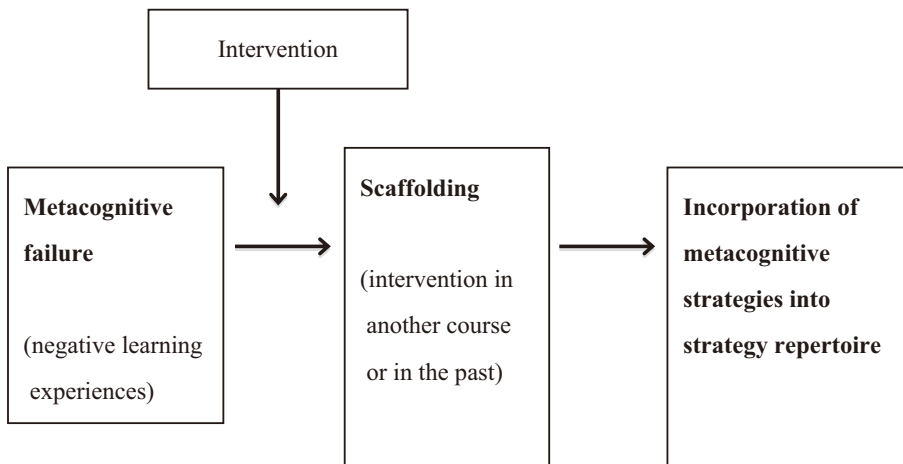 Intervention
Metacognitive
failure
(negative learning
experiences)
Scaffolding
(intervention in
another course
or in the past)
Incorporation of
metacognitive
strategies into
strategy repertoire